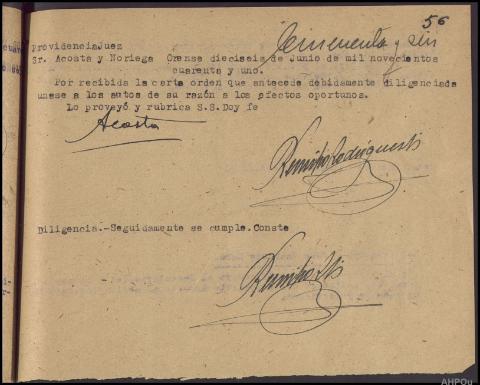 56
Cincuenta y seis
Providencia Juez
Sr. Acosta y Noriega Orense dieciseis de Junio de mil novecientos
cuarenta y uno.
Por recibida la carta orden que antecede debidamente diligenciada
unase a los autos de su razón a los efectos oportunos.
Lo proveyó y rubrica S.S.Doy fe
Acosta
Diligencia.-Seguidamente se cumple.Conste
AHPOu